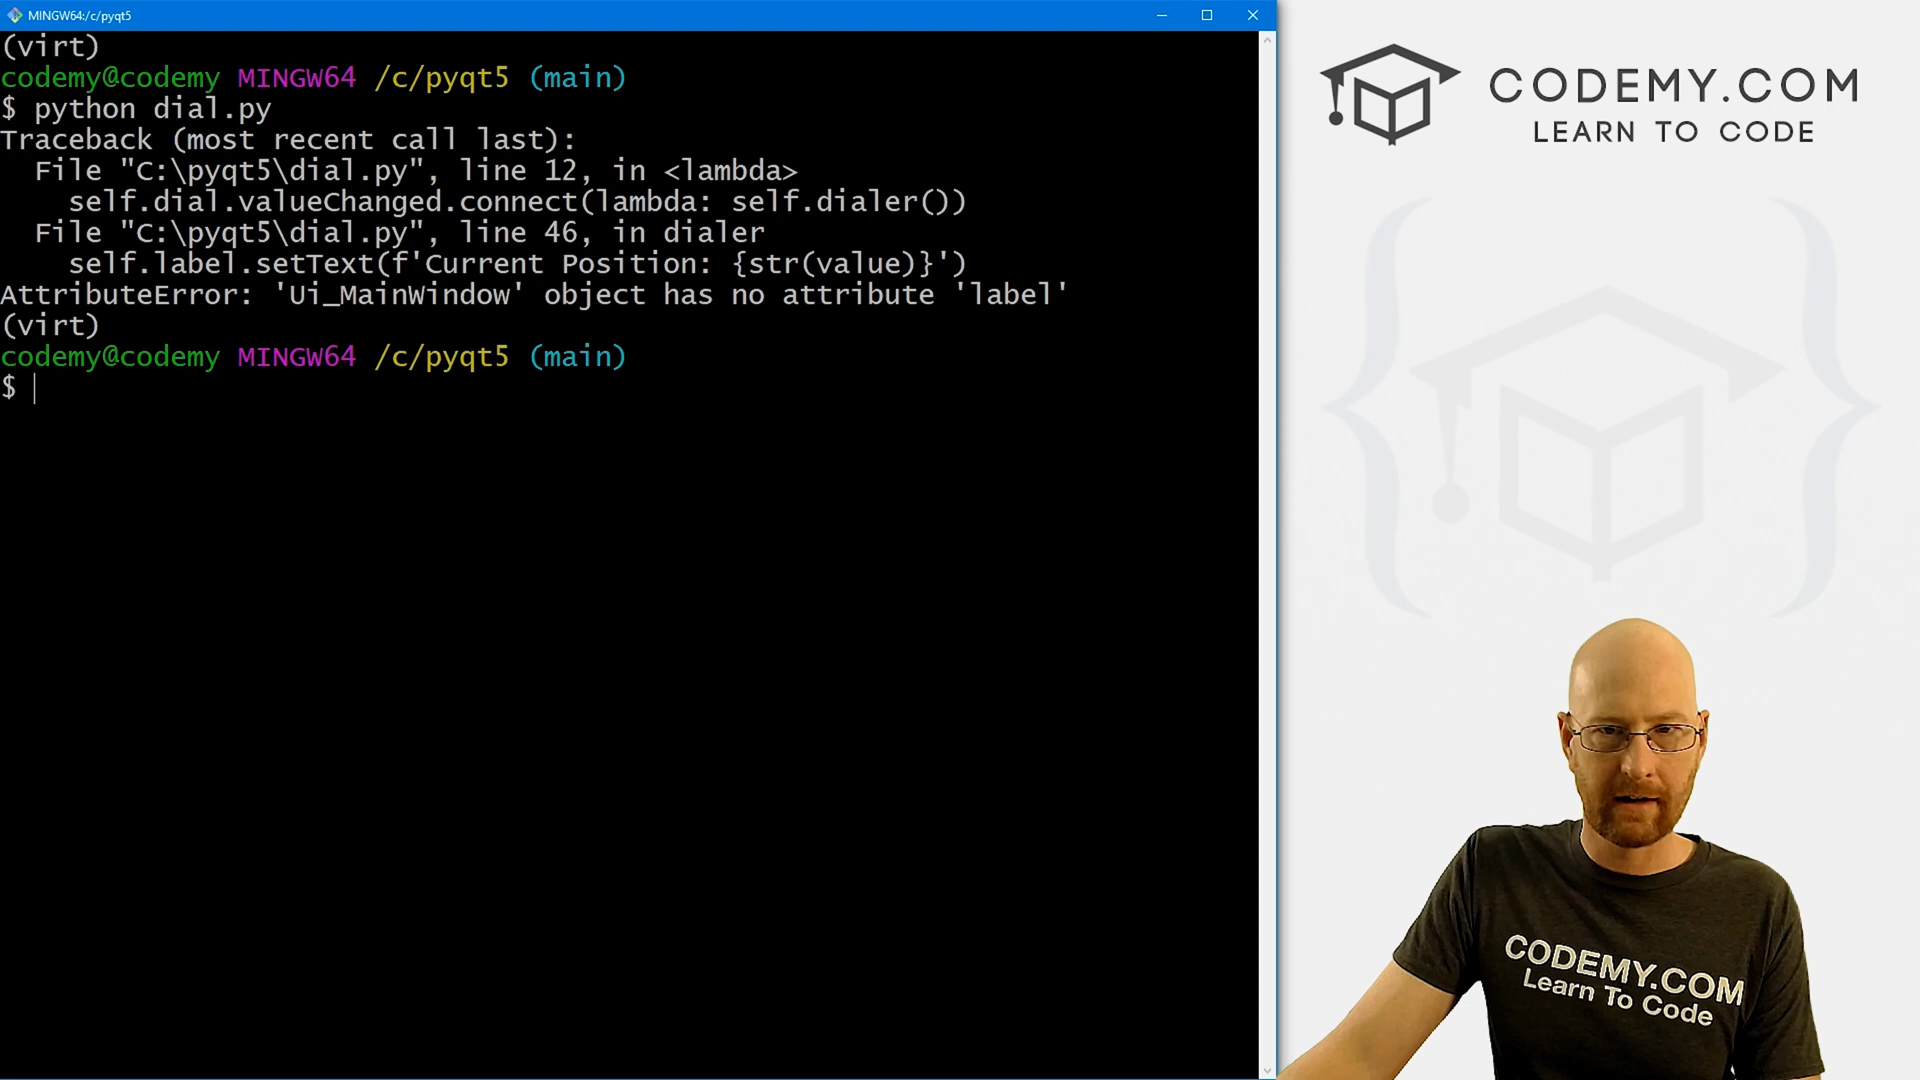 MINGW64:/c/pyqt5
(virt)
codemy@codemy MINGW64 /c/pyqt5 (main)
$ python dial.py
Traceback (most recent call last):
  File "C:\pyqt5\dial.py", line 12, in <lambda>
    self.dial.valueChanged.connect(lambda: self.dialer())
  File "C:\pyqt5\dial.py", line 46, in dialer
    self.label.setText(f'Current Position: {str(value)}')
AttributeError: 'Ui_MainWindow' object has no attribute 'label'
(virt)
codemy@codemy MINGW64 /c/pyqt5 (main)
$
CODEMY.COM
LEARN TO CODE
CODEMY.COM
Learn To Code